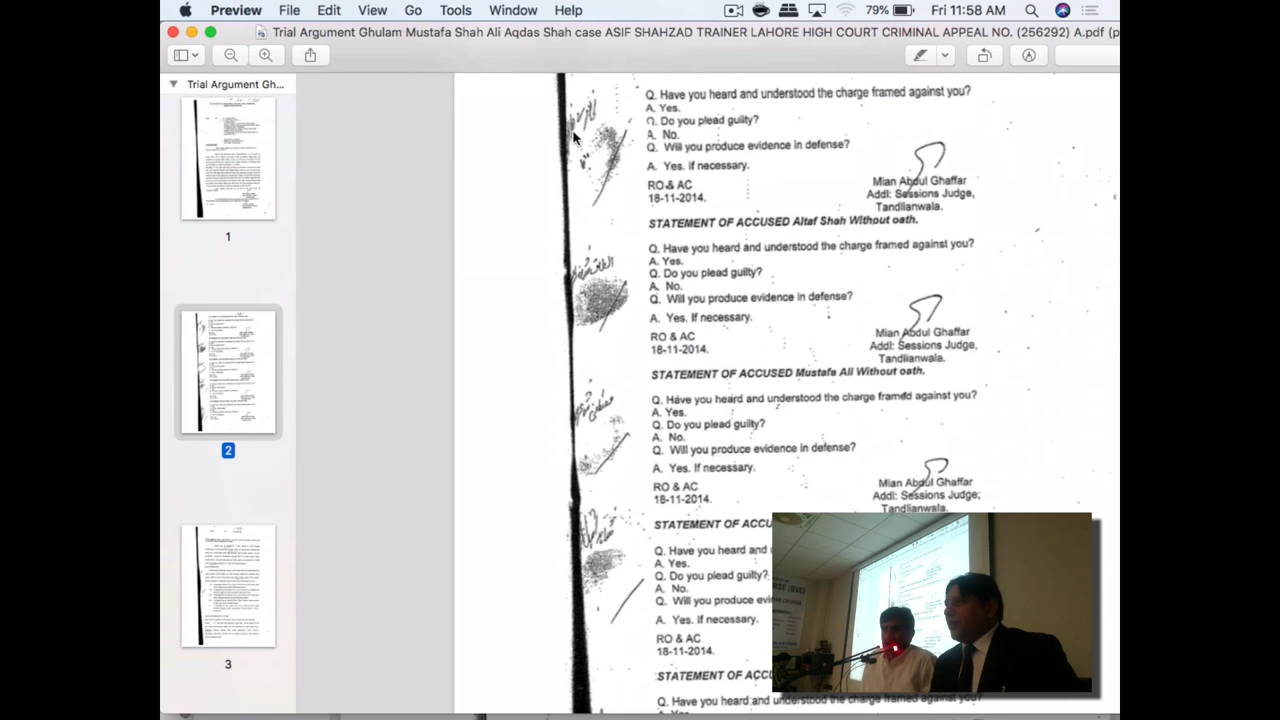 Preview File Edit View Go Tools Window Help 79% Fri 11:58 AM
Trial Argument Ghulam Mustafa Shah Ali Aqdas Shah case ASIF SHAHZAD TRAINER LAHORE HIGH COURT CRIMINAL APPEAL NO. (256292) A.pdf (p
Trial Argument Gh...
1
2
3
Q. Have you heard and understood the charge framed against you?
A. Yes.
Q. Do you plead guilty?
A. No.
Q. Will you produce evidence in defense?
A. Yes. If necessary.
RO & AC
18-11-2014.
Mian Abdul Ghaffar
Addl: Sessions Judge,
Tandlianwala.
STATEMENT OF ACCUSED Altaf Shah Without oath.
Q. Have you heard and understood the charge framed against you?
A. Yes.
Q. Do you plead guilty?
A. No.
Q. Will you produce evidence in defense?
A. Yes. If necessary.
RO & AC
18-11-2014.
Mian Abdul Ghaffar
Addl: Sessions Judge,
Tandlianwala.
STATEMENT OF ACCUSED Mustafa Ali Without oath.
Q. Have you heard and understood the charge framed against you?
A. Yes.
Q. Do you plead guilty?
A. No.
Q. Will you produce evidence in defense?
A. Yes. If necessary.
RO & AC
18-11-2014.
Mian Abdul Ghaffar
Addl: Sessions Judge,
Tandlianwala.
STATEMENT OF ACCU
Q. Have you heard and
Yes.
Q. Do you plead guilty?
A. No.
Q. Will you produce evi
A. Yes. If necessary.
RO & AC
18-11-2014.
STATEMENT OF ACCU
Q. Have you heard and understood the charge framed against you?